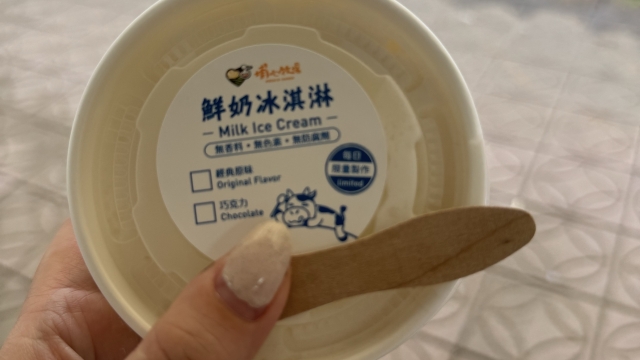 鮮奶冰淇淋
Milk Ice Cream
無香料•無色素•無防腐劑
經典原味
Original Flavor
每日
限量製作
Limited
巧克力
Chocolate